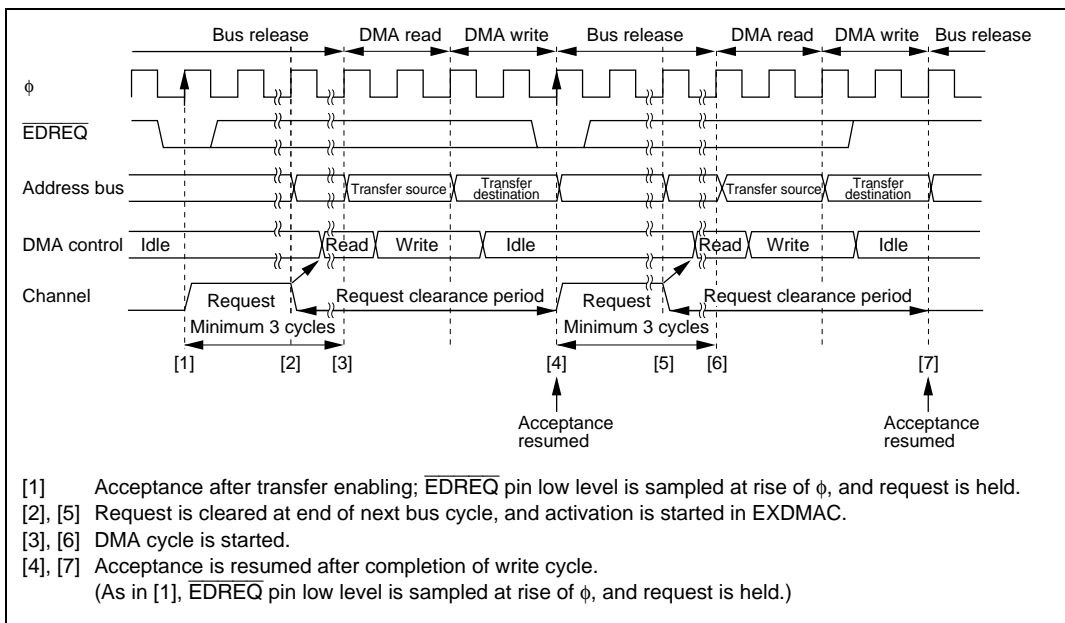 Bus release DMA read DMA write Bus release DMA read DMA write Bus release
φ
EDREQ
Address bus Transfer source Transfer destination Transfer source Transfer destination
DMA control Idle Read Write Idle Read Write Idle
Channel Request Request clearance period Request Request clearance period
Minimum 3 cycles Minimum 3 cycles
[1] [2] [3] [4] [5] [6] [7]
Acceptance resumed Acceptance resumed
[1] Acceptance after transfer enabling; EDREQ pin low level is sampled at rise of φ, and request is held.
[2], [5] Request is cleared at end of next bus cycle, and activation is started in EXDMAC.
[3], [6] DMA cycle is started.
[4], [7] Acceptance is resumed after completion of write cycle.
(As in [1], EDREQ pin low level is sampled at rise of φ, and request is held.)